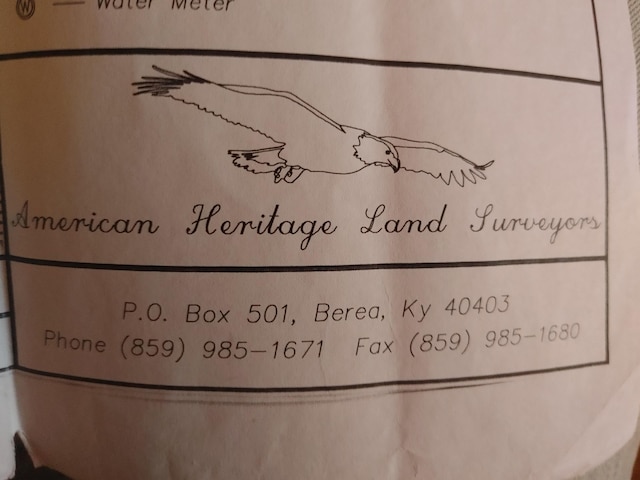 W — Water Meter
American Heritage Land Surveyors
P.O. Box 501, Berea, Ky 40403
Phone (859) 985-1671 Fax (859) 985-1680